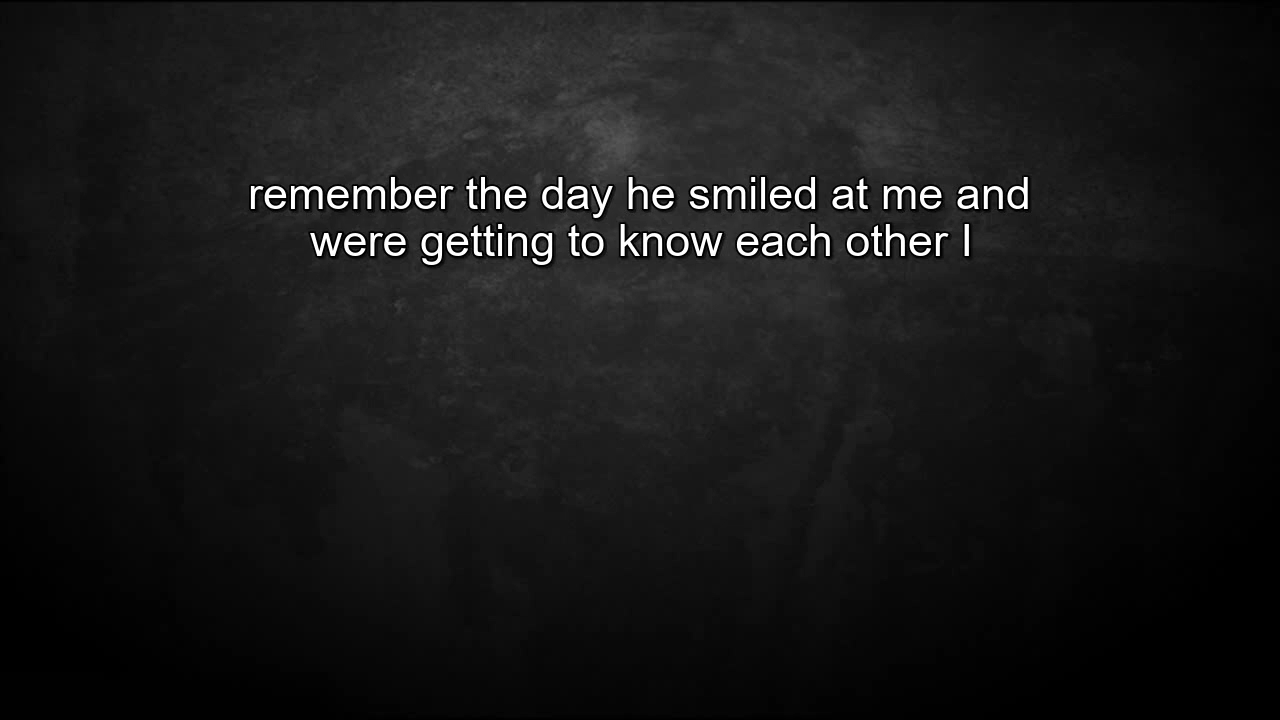 remember the day he smiled at me and
were getting to know each other I